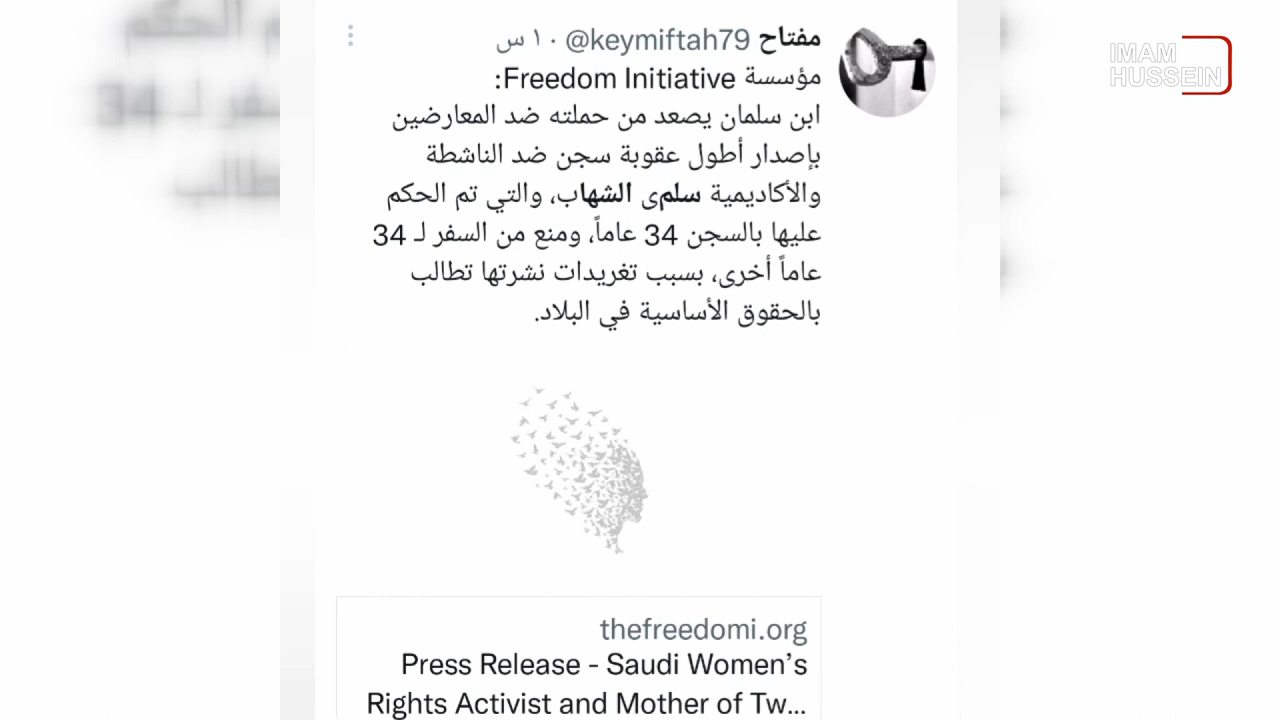 مفتاح @keymiftah79 · ١٠ س
مؤسسة Freedom Initiative:
ابن سلمان يصعد من حملته ضد المعارضين
بإصدار أطول عقوبة سجن ضد الناشطة
والأكاديمية سلمى الشهاب، والتي تم الحكم
عليها بالسجن 34 عاماً، ومنع من السفر لـ 34
عاماً أخرى، بسبب تغريدات نشرتها تطالب
بالحقوق الأساسية في البلاد.
thefreedomi.org
Press Release - Saudi Women’s
Rights Activist and Mother of Tw...
IMAM
HUSSEIN